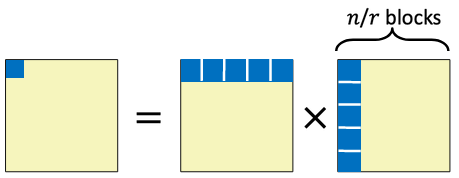 n/r blocks
= ×